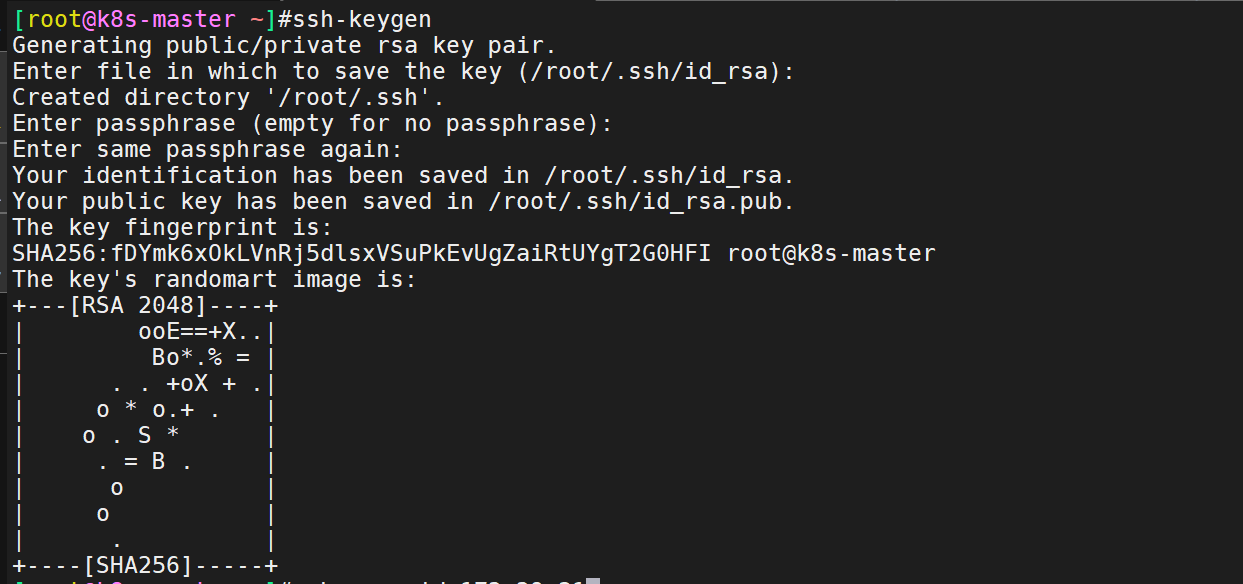 [root@k8s-master ~]#ssh-keygen
Generating public/private rsa key pair.
Enter file in which to save the key (/root/.ssh/id_rsa):
Created directory '/root/.ssh'.
Enter passphrase (empty for no passphrase):
Enter same passphrase again:
Your identification has been saved in /root/.ssh/id_rsa.
Your public key has been saved in /root/.ssh/id_rsa.pub.
The key fingerprint is:
SHA256:fDYmk6xOkLVnRj5dlsxVSuPkEvUgZaiRtUYgT2G0HFI root@k8s-master
The key's randomart image is:
+---[RSA 2048]----+
|        ooE==+X..|
|         Bo*.% = |
|      . . +oX + .|
|     o * o.+ .   |
|    o . S *      |
|     . = B .     |
|      o          |
|     o           |
|      .          |
+----[SHA256]-----+